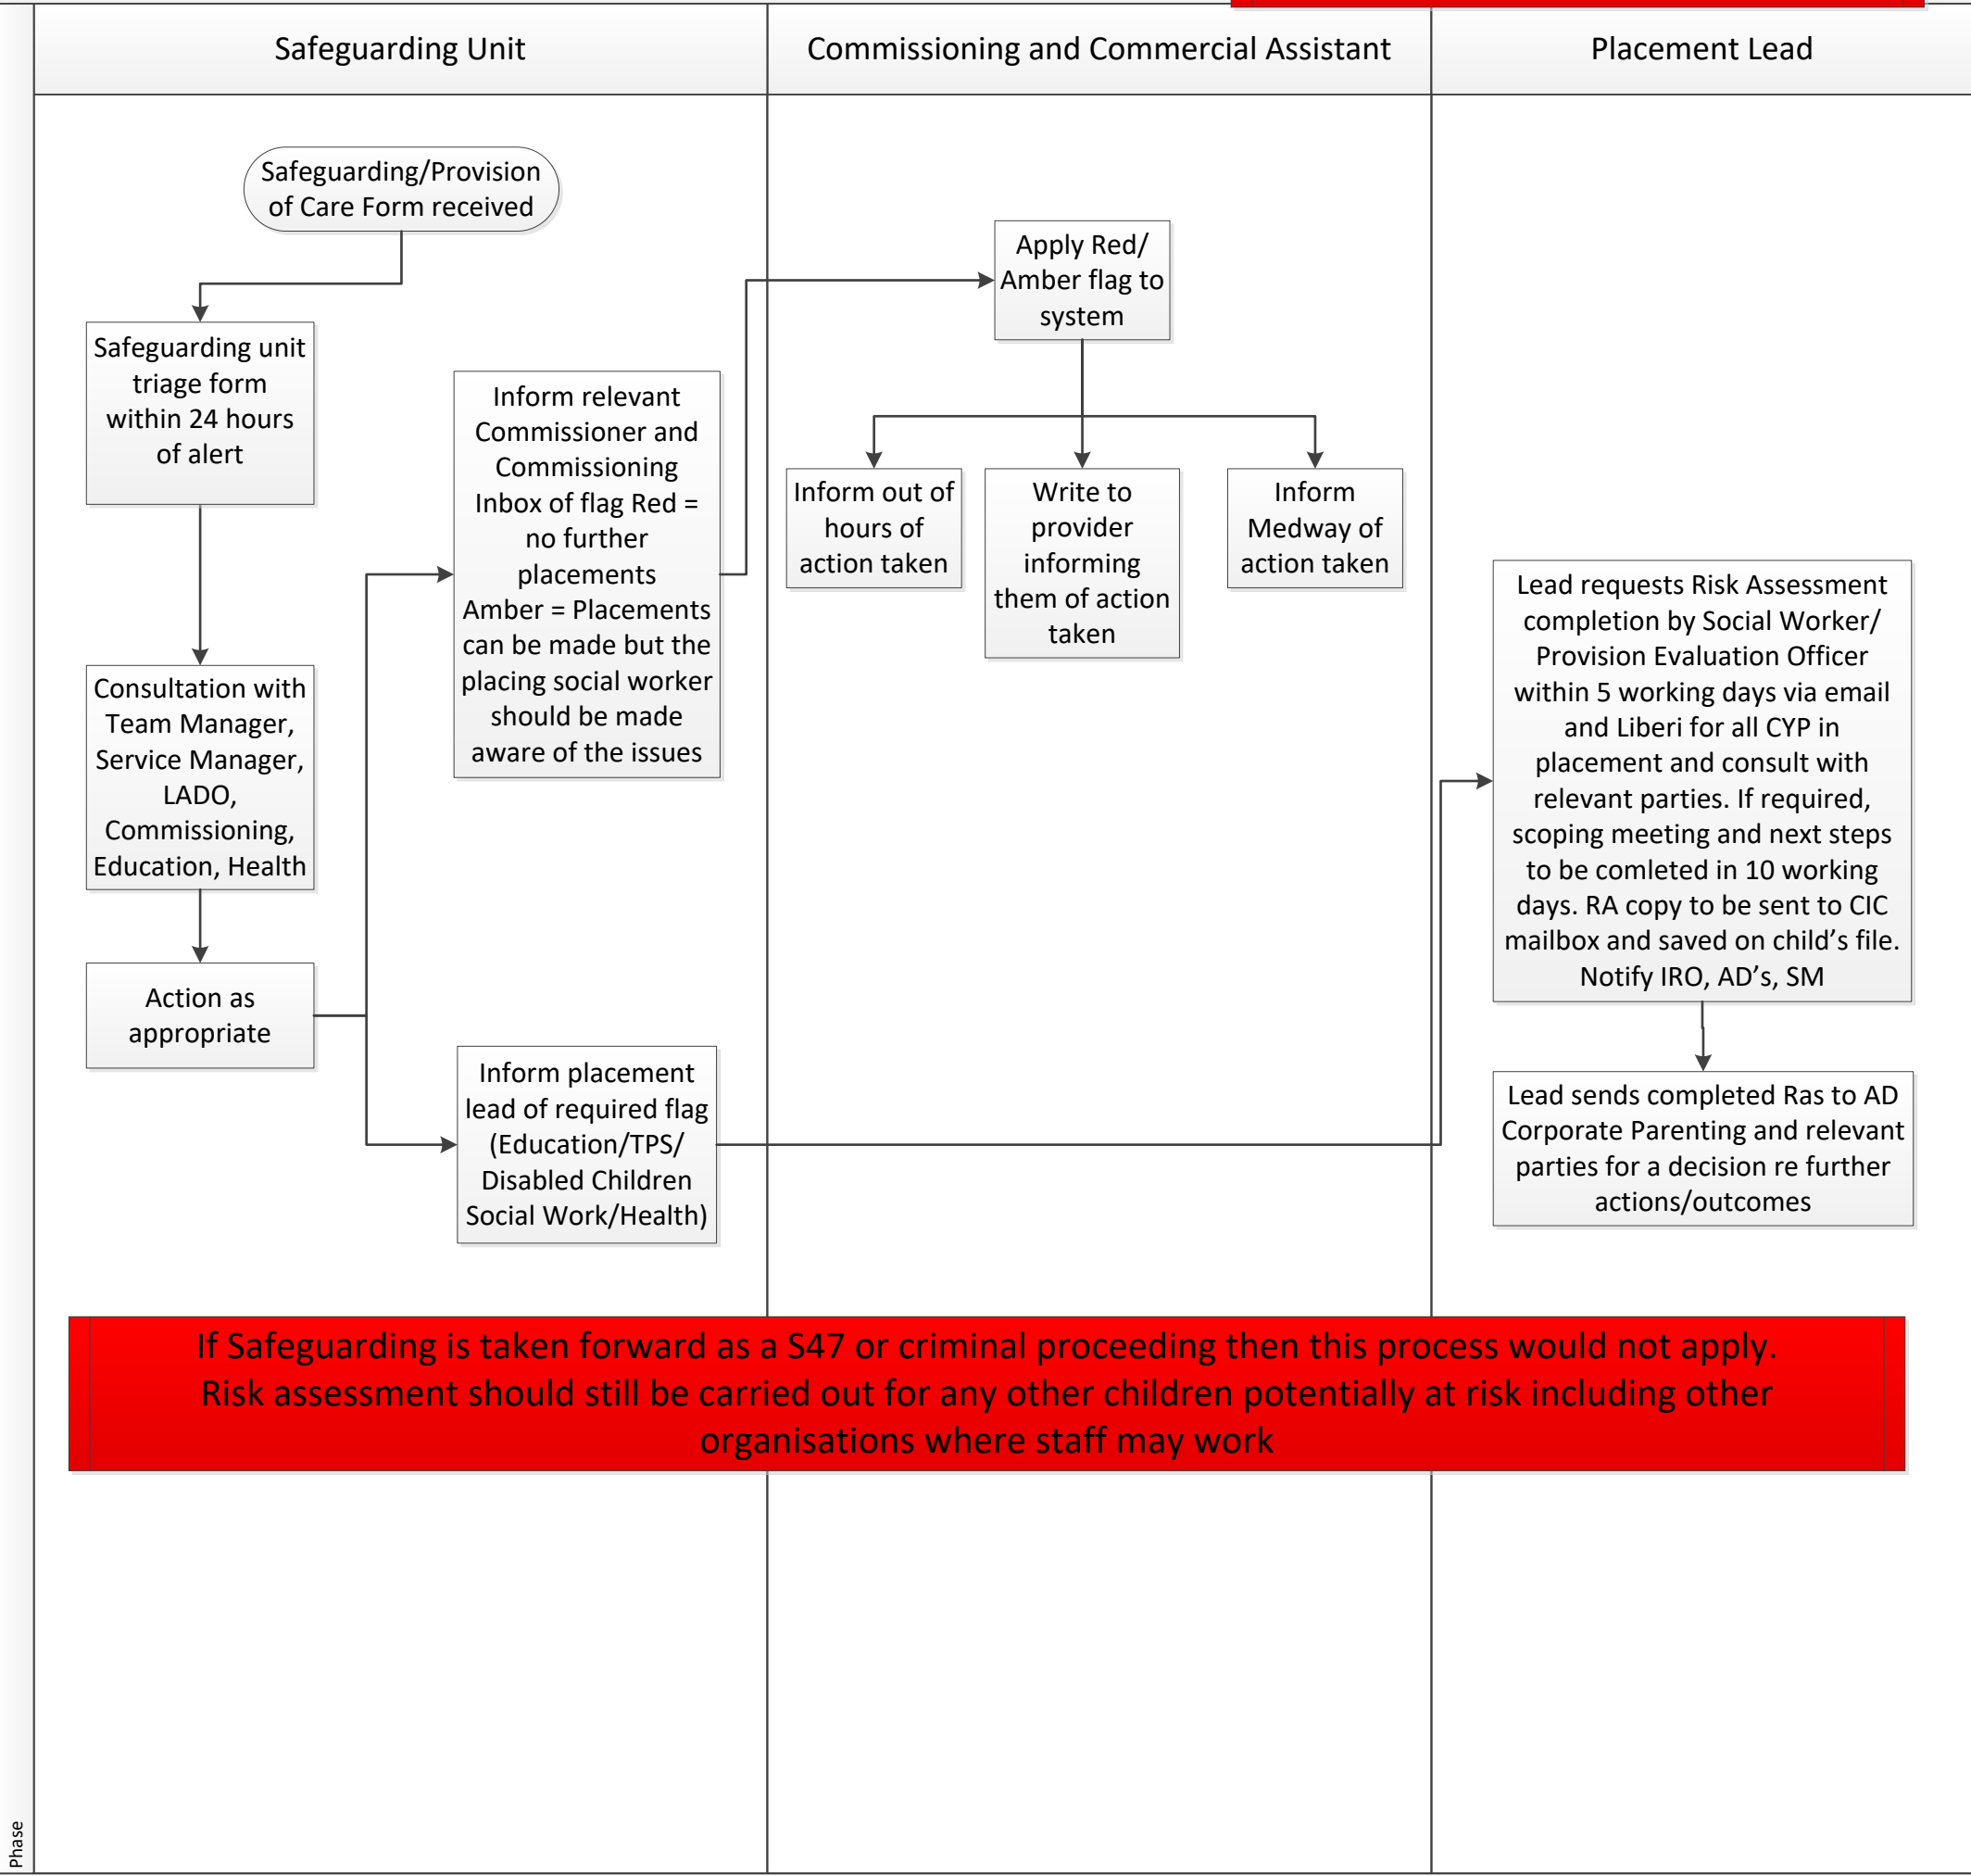 Safeguarding Unit
Commissioning and Commercial Assistant
Placement Lead
Safeguarding/Provision
of Care Form received
Safeguarding unit
triage form
within 24 hours
of alert
Consultation with
Team Manager,
Service Manager,
LADO,
Commissioning,
Education, Health
Action as
appropriate
Inform relevant
Commissioner and
Commissioning
Inbox of flag Red =
no further
placements
Amber = Placements
can be made but the
placing social worker
should be made
aware of the issues
Inform placement
lead of required flag
(Education/TPS/
Disabled Children
Social Work/Health)
Apply Red/
Amber flag to
system
Inform out of
hours of
action taken
Write to
provider
informing
them of action
taken
Inform
Medway of
action taken
Lead requests Risk Assessment
completion by Social Worker/
Provision Evaluation Officer
within 5 working days via email
and Liberi for all CYP in
placement and consult with
relevant parties. If required,
scoping meeting and next steps
to be comleted in 10 working
days. RA copy to be sent to CIC
mailbox and saved on child’s file.
Notify IRO, AD’s, SM
Lead sends completed Ras to AD
Corporate Parenting and relevant
parties for a decision re further
actions/outcomes
If Safeguarding is taken forward as a S47 or criminal proceeding then this process would not apply.
Risk assessment should still be carried out for any other children potentially at risk including other
organisations where staff may work
Phase